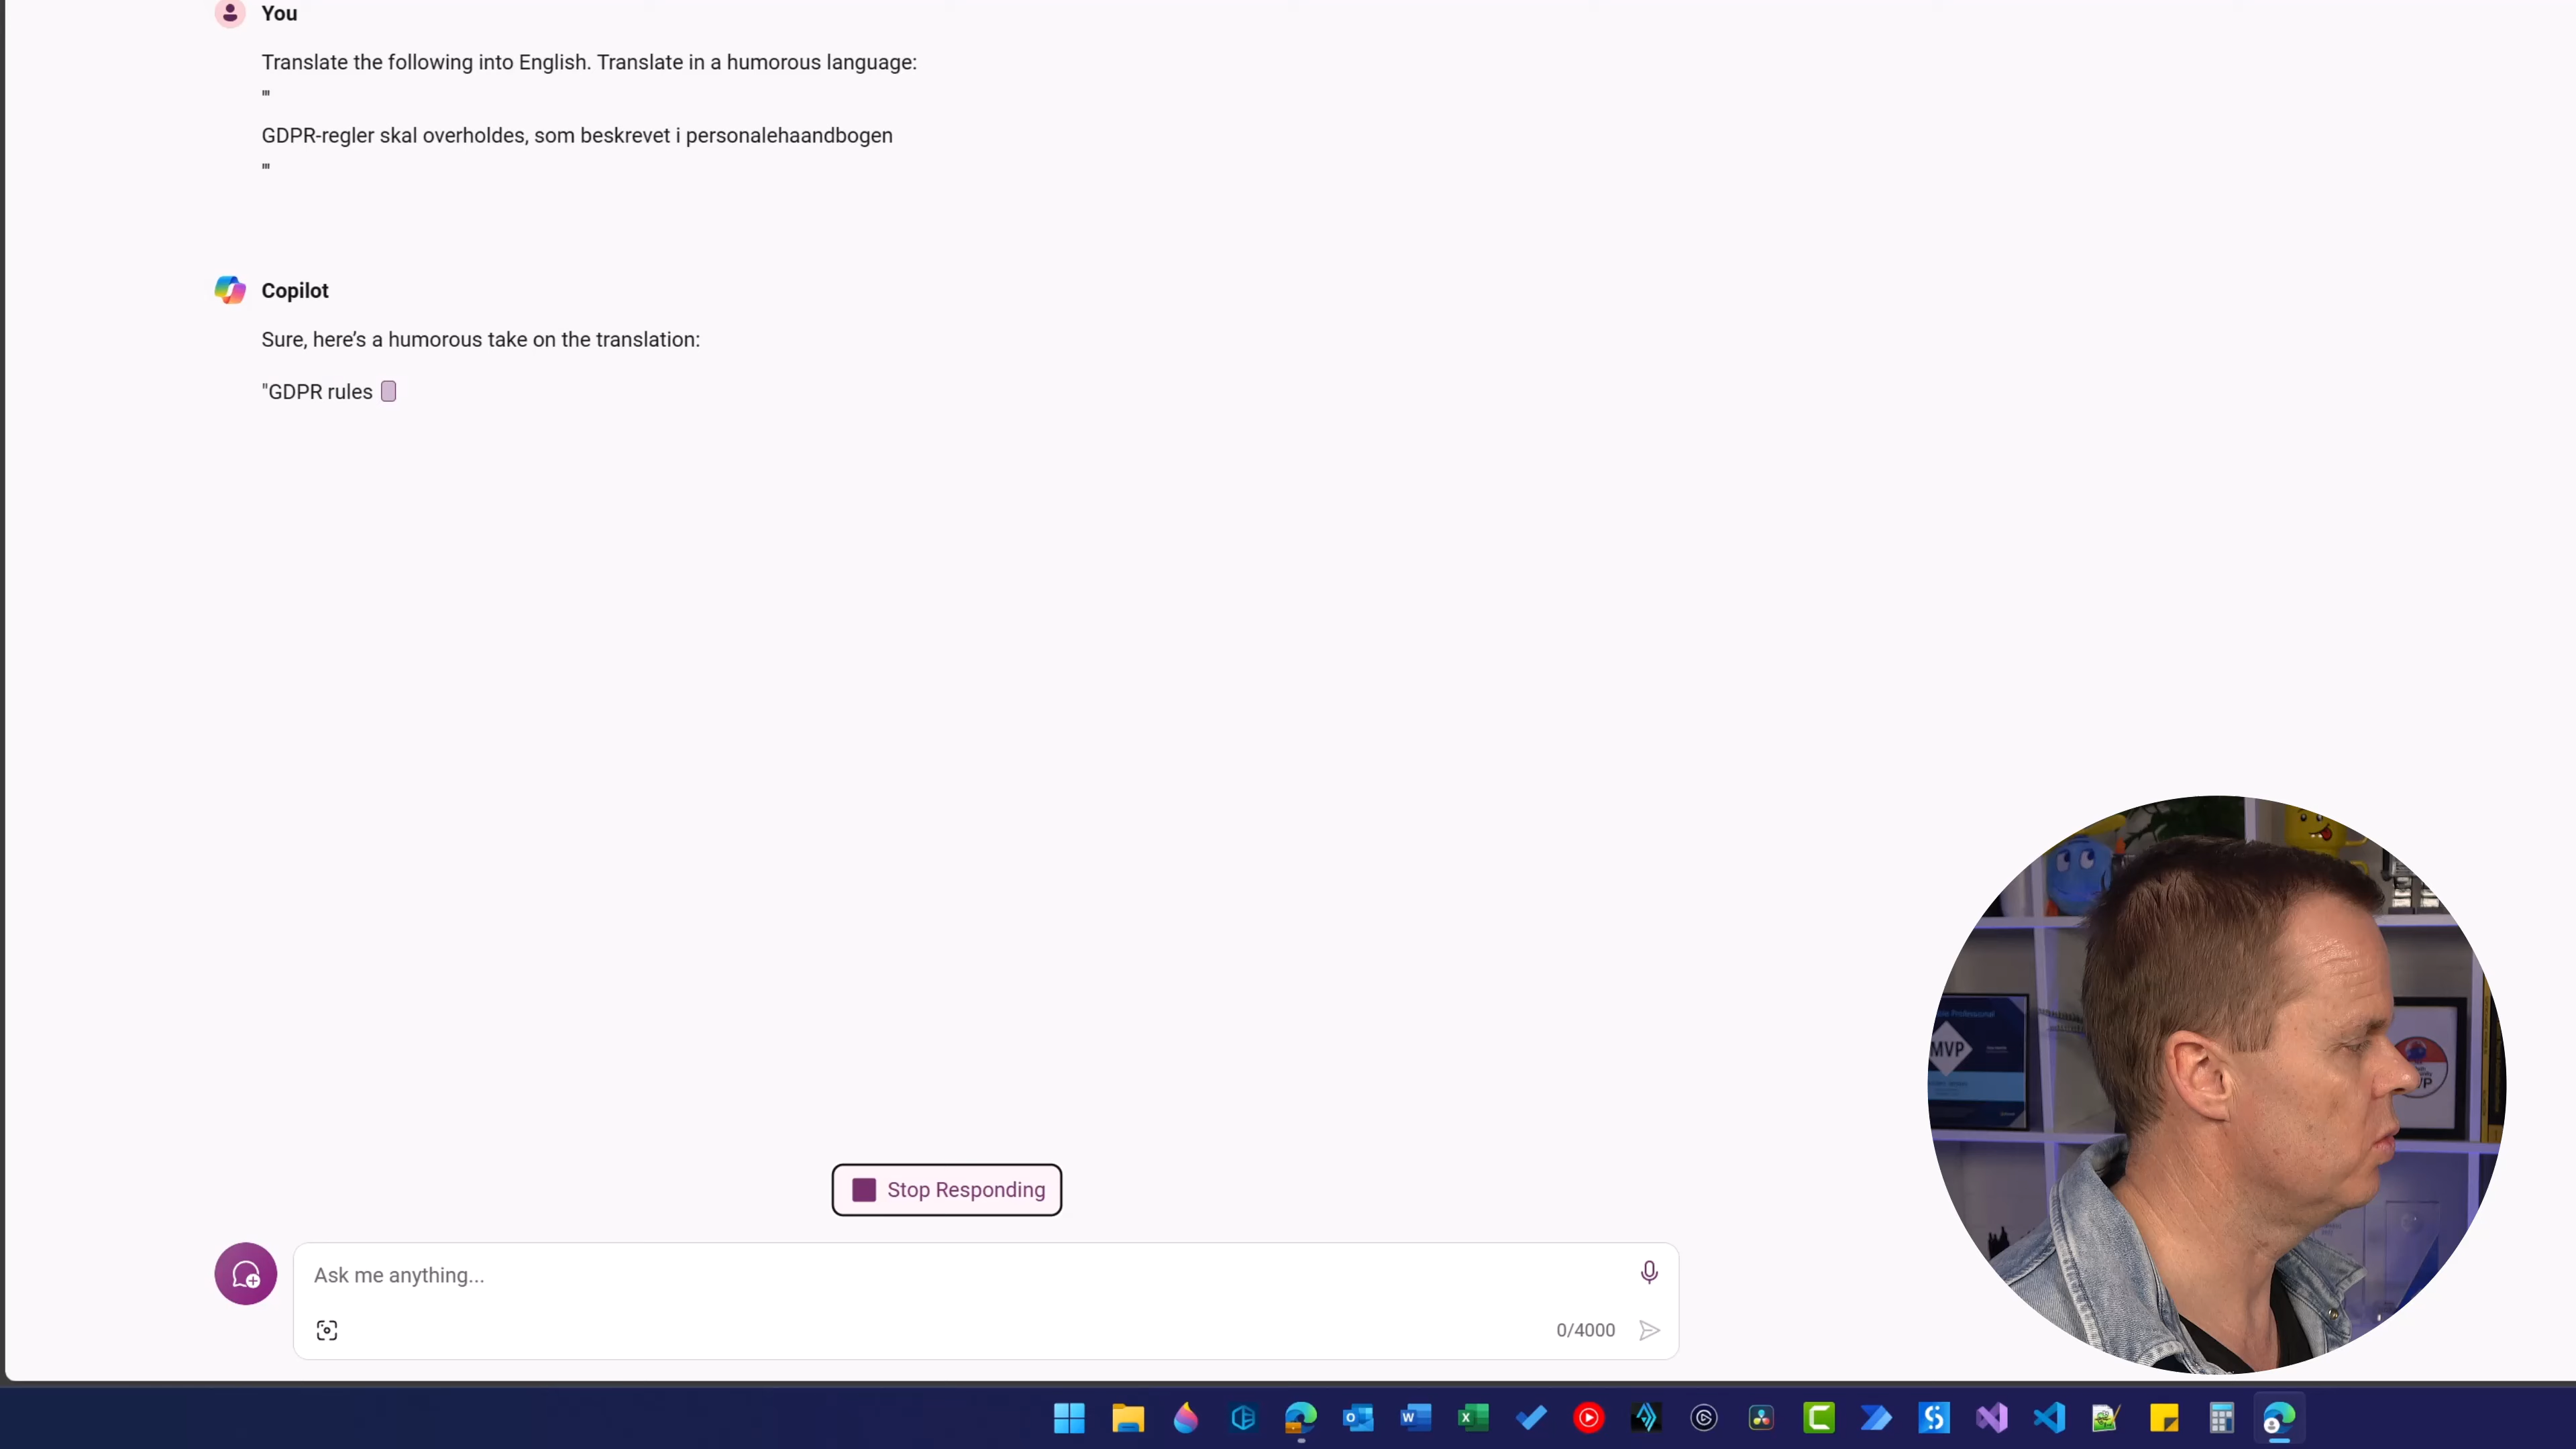 You
Translate the following into English. Translate in a humorous language:
'''
GDPR-regler skal overholdes, som beskrevet i personalehaandbogen
'''
Copilot
Sure, here’s a humorous take on the translation:
"GDPR rules
Stop Responding
Ask me anything...
0/4000
MVP